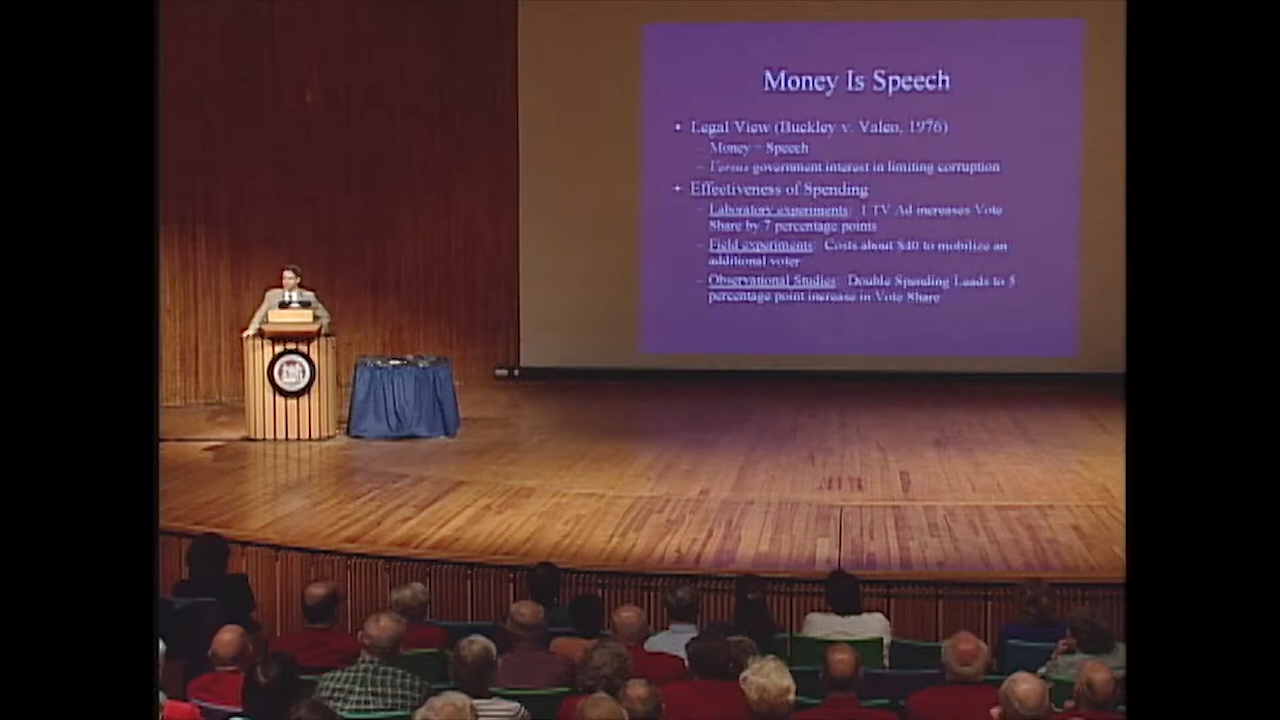 Money Is Speech
• Legal View (Buckley v. Valeo, 1976)
– Money = Speech
– Versus government interest in limiting corruption
• Effectiveness of Spending
– Laboratory experiments: 1 TV Ad increases Vote
Share by 7 percentage points
– Field experiments: Costs about $40 to mobilize an
additional voter
– Observational Studies: Double Spending Leads to 5
percentage point increase in Vote Share